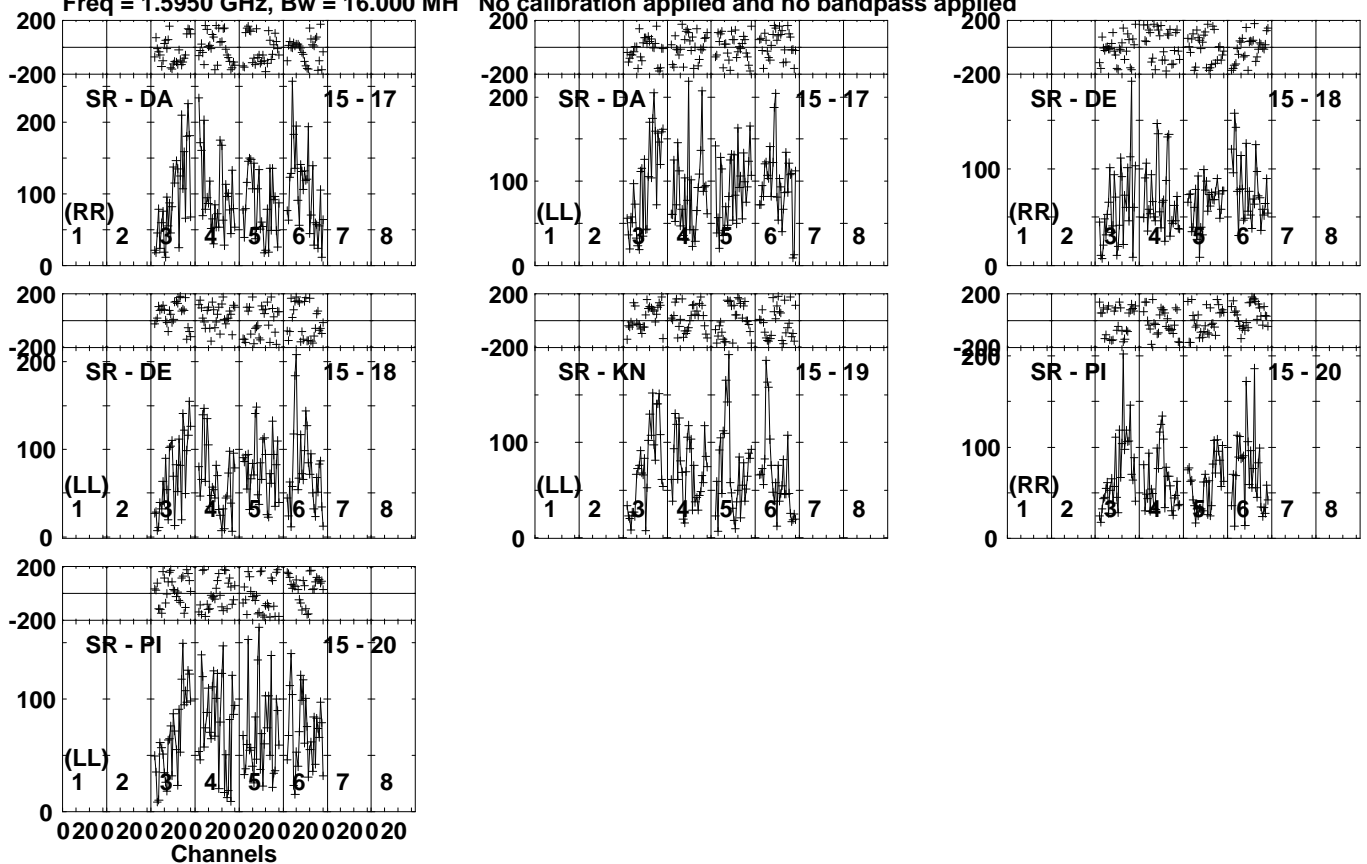 Freq = 1.5950 GHz, Bw = 16.000 MH No calibration applied and no bandpass applied
200
-200
SR - DA 15 - 17
200
100
0
(RR)
1 2 3 4 5 6 7 8
200
-200
SR - DA 15 - 17
200
100
0
(LL)
1 2 3 4 5 6 7 8
200
-200
SR - DE 15 - 18
100
0
(RR)
1 2 3 4 5 6 7 8
200
-200
200
SR - DE 15 - 18
100
0
(LL)
1 2 3 4 5 6 7 8
200
-200
SR - KN 15 - 19
100
0
(LL)
1 2 3 4 5 6 7 8
200
-200
200
SR - PI 15 - 20
100
0
(RR)
1 2 3 4 5 6 7 8
200
-200
SR - PI 15 - 20
100
0
(LL)
1 2 3 4 5 6 7 8
0 20 0 20 0 20 0 20 0 20 0 20 0 20 0 20
Channels